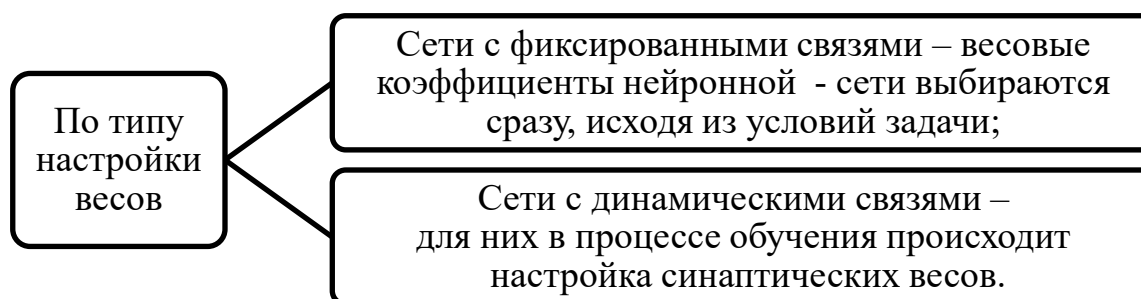 По типу
настройки
весов
Сети с фиксированными связями – весовые
коэффициенты нейронной - сети выбираются
сразу, исходя из условий задачи;
Сети с динамическими связями –
для них в процессе обучения происходит
настройка синаптических весов.